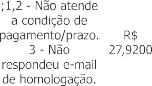 ;1,2 - Não atende
a condição de
pagamento/prazo. R$
3 - Não 27,9200
respondeu e-mail
de homologação.